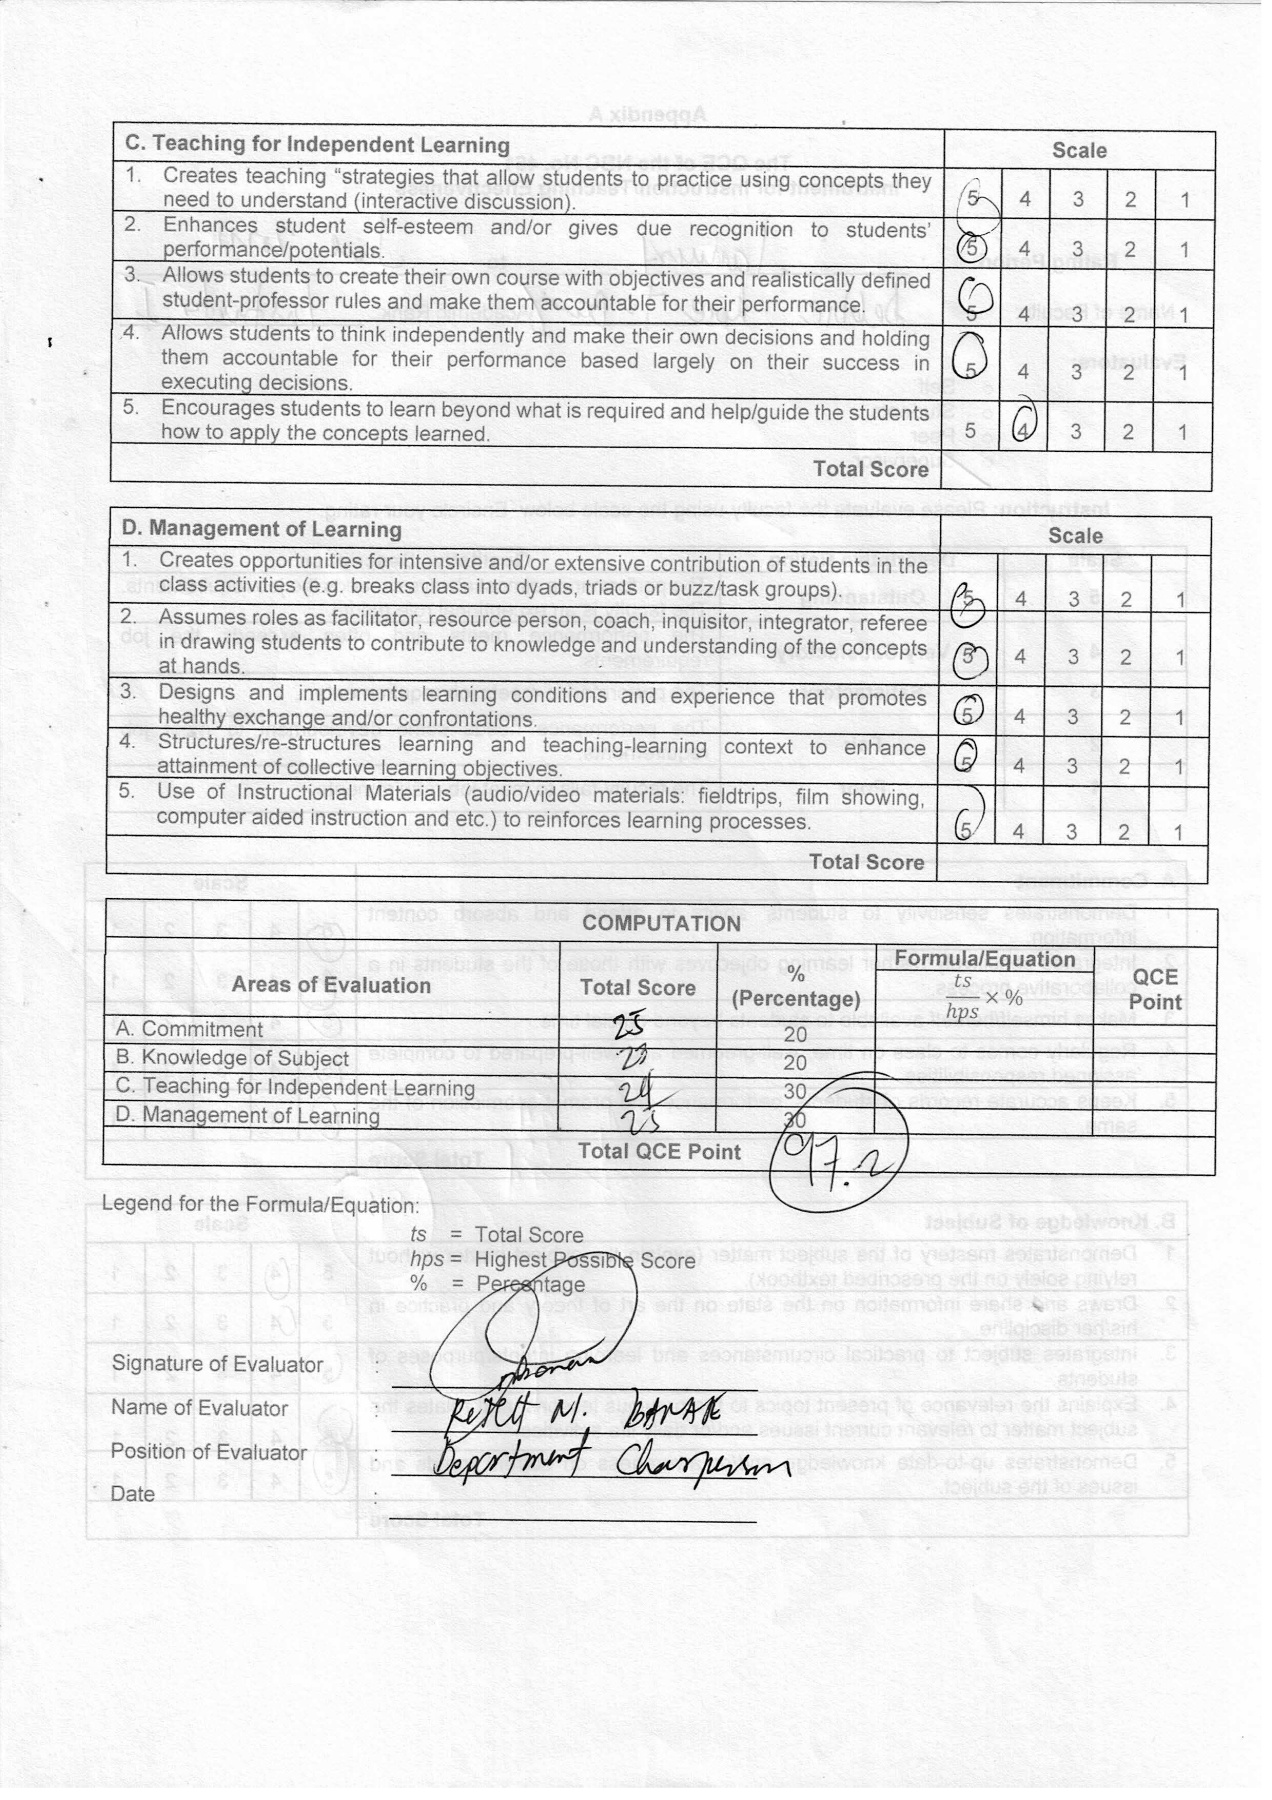 C. Teaching for Independent Learning Scale
1. Creates teaching “strategies that allow students to practice using concepts they
need to understand (interactive discussion). 5 4 3 2 1
2. Enhances student self-esteem and/or gives due recognition to students’
performance/potentials. 5 4 3 2 1
3. Allows students to create their own course with objectives and realistically defined
student-professor rules and make them accountable for their performance. 5 4 3 2 1
4. Allows students to think independently and make their own decisions and holding
them accountable for their performance based largely on their success in 5 4 3 2 1
executing decisions.
5. Encourages students to learn beyond what is required and help/guide the students
how to apply the concepts learned. 5 4 3 2 1
Total Score
D. Management of Learning Scale
1. Creates opportunities for intensive and/or extensive contribution of students in the
class activities (e.g. breaks class into dyads, triads or buzz/task groups). 5 4 3 2 1
2. Assumes roles as facilitator, resource person, coach, inquisitor, integrator, referee
in drawing students to contribute to knowledge and understanding of the concepts 5 4 3 2 1
at hands.
3. Designs and implements learning conditions and experience that promotes
healthy exchange and/or confrontations. 5 4 3 2 1
4. Structures/re-structures learning and teaching-learning context to enhance
attainment of collective learning objectives. 5 4 3 2 1
5. Use of Instructional Materials (audio/video materials: fieldtrips, film showing,
computer aided instruction and etc.) to reinforces learning processes. 5 4 3 2 1
Total Score
COMPUTATION
Areas of Evaluation Total Score % (Percentage) Formula/Equation ts/hps × % QCE Point
A. Commitment 25 20
B. Knowledge of Subject 20
C. Teaching for Independent Learning 24 30
D. Management of Learning 25 30
Total QCE Point 97.2
Legend for the Formula/Equation:
ts = Total Score
hps = Highest Possible Score
% = Percentage
Signature of Evaluator :
Name of Evaluator : M.
Position of Evaluator : Department Chairperson
Date :